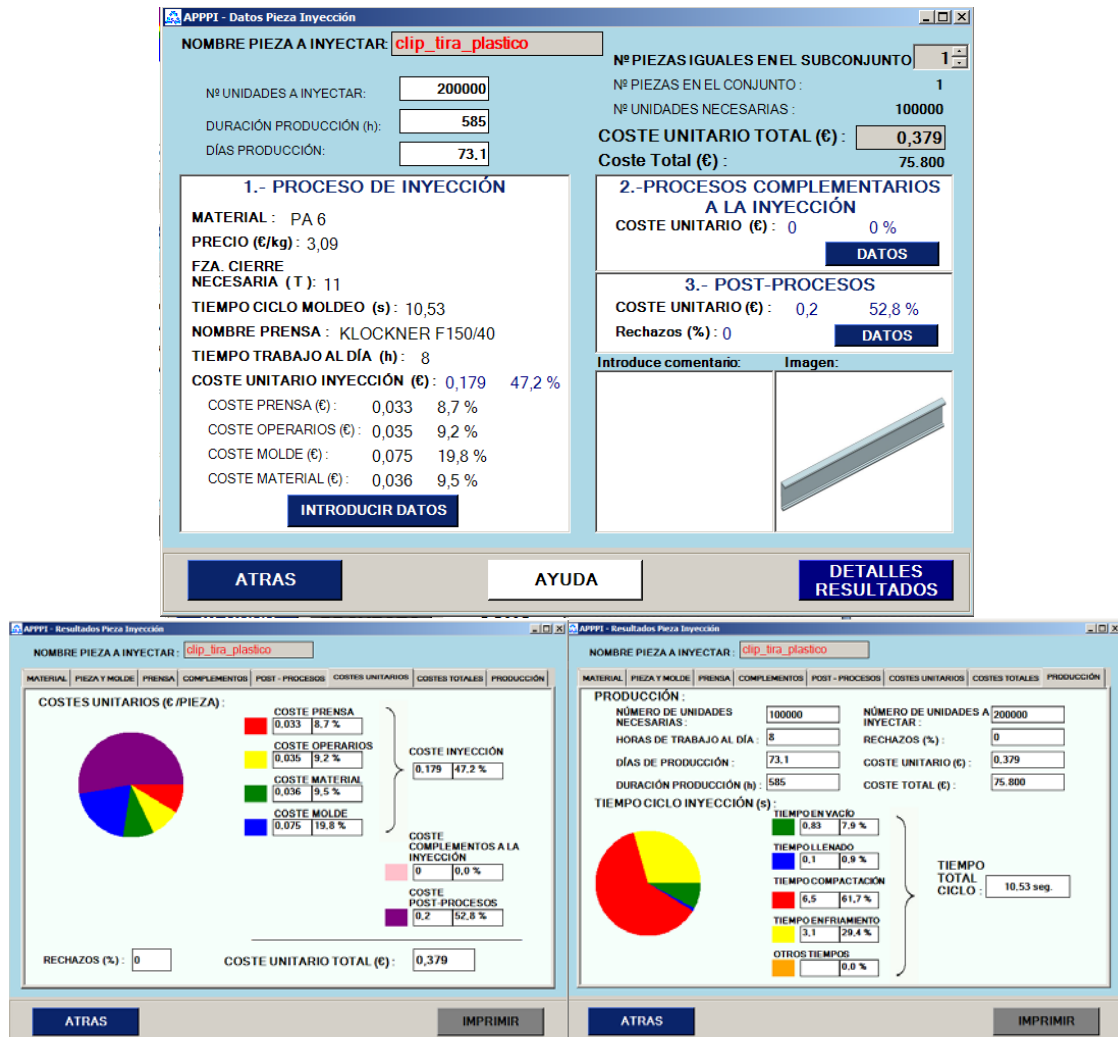 APPPI - Datos Pieza Inyección
NOMBRE PIEZA A INYECTAR: clip_tira_plastico
Nº UNIDADES A INYECTAR: 200000
DURACIÓN PRODUCCIÓN (h): 585
DÍAS PRODUCCIÓN: 73,1
Nº PIEZAS IGUALES EN EL SUBCONJUNTO 1
Nº PIEZAS EN EL CONJUNTO : 1
Nº UNIDADES NECESARIAS : 100000
COSTE UNITARIO TOTAL (€) : 0,379
Coste Total (€) : 75.800
1.- PROCESO DE INYECCIÓN
MATERIAL : PA 6
PRECIO (€/kg) : 3,09
FZA. CIERRE
NECESARIA ( T ): 11
TIEMPO CICLO MOLDEO (s) : 10,53
NOMBRE PRENSA : KLOCKNER F150/40
TIEMPO TRABAJO AL DÍA (h) : 8
COSTE UNITARIO INYECCIÓN (€) : 0,179 47,2 %
COSTE PRENSA (€) : 0,033 8,7 %
COSTE OPERARIOS (€) : 0,035 9,2 %
COSTE MOLDE (€) : 0,075 19,8 %
COSTE MATERIAL (€) : 0,036 9,5 %
INTRODUCIR DATOS
2.-PROCESOS COMPLEMENTARIOS
A LA INYECCIÓN
COSTE UNITARIO (€) : 0 0 %
DATOS
3.- POST-PROCESOS
COSTE UNITARIO (€) : 0,2 52,8 %
Rechazos (%) : 0
DATOS
Introduce comentario: Imagen:
ATRAS AYUDA DETALLES
RESULTADOS
APPPI - Resultados Pieza Inyección
NOMBRE PIEZA A INYECTAR : clip_tira_plastico
MATERIAL PIEZA Y MOLDE PRENSA COMPLEMENTOS POST - PROCESOS COSTES UNITARIOS COSTES TOTALES PRODUCCIÓN
COSTES UNITARIOS (€ /PIEZA) :
COSTE PRENSA
0,033 8,7 %
COSTE OPERARIOS
0,035 9,2 %
COSTE MATERIAL
0,036 9,5 %
COSTE MOLDE
0,075 19,8 %
COSTE INYECCIÓN
0,179 47,2 %
COSTE
COMPLEMENTOS A LA
INYECCIÓN
0 0,0 %
COSTE
POST-PROCESOS
0,2 52,8 %
RECHAZOS (%) : 0
COSTE UNITARIO TOTAL (€) : 0,379
ATRAS IMPRIMIR
APPPI - Resultados Pieza Inyección
NOMBRE PIEZA A INYECTAR : clip_tira_plastico
MATERIAL PIEZA Y MOLDE PRENSA COMPLEMENTOS POST - PROCESOS COSTES UNITARIOS COSTES TOTALES PRODUCCIÓN
PRODUCCIÓN :
NÚMERO DE UNIDADES
NECESARIAS : 100000
HORAS DE TRABAJO AL DÍA : 8
DÍAS DE PRODUCCIÓN : 73,1
DURACIÓN PRODUCCIÓN (h) : 585
NÚMERO DE UNIDADES A
INYECTAR : 200000
RECHAZOS (%) : 0
COSTE UNITARIO (€) : 0,379
COSTE TOTAL (€) : 75.800
TIEMPO CICLO INYECCIÓN (s) :
TIEMPO EN VACÍO
0,83 7,9 %
TIEMPO LLENADO
0,1 0,9 %
TIEMPO COMPACTACIÓN
6,5 61,7 %
TIEMPO ENFRIAMIENTO
3,1 29,4 %
OTROS TIEMPOS
0,0 %
TIEMPO
TOTAL
CICLO : 10,53 seg.
ATRAS IMPRIMIR